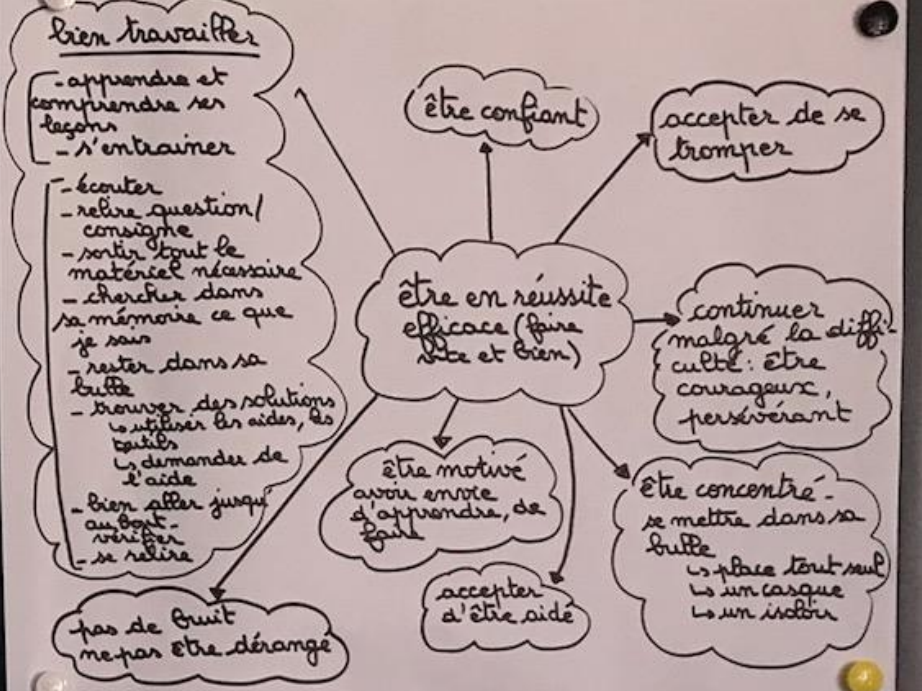 bien travailler
- apprendre et
comprendre ses
leçons
- s'entrainer
- écouter
- relire question/
consigne
- sortir tout le
matériel nécessaire
- chercher dans
sa mémoire ce que
je sais
- rester dans sa
bulle
- trouver des solutions
↳ utiliser les aides, les
outils
↳ demander de
l'aide
- bien aller jusqu'
au bout -
vérifier
- se relire
être confiant
accepter de se
tromper
être en réussite
efficace (faire
vite et bien)
continuer
malgré la diffi-
culté : être
courageux,
persévérant
être motivé
avoir envie
d'apprendre, de
faire
être concentré -
se mettre dans sa
bulle
↳ place tout seul
↳ un casque
↳ un isoloir
accepter
d'être aidé
pas de bruit
ne pas être dérangé